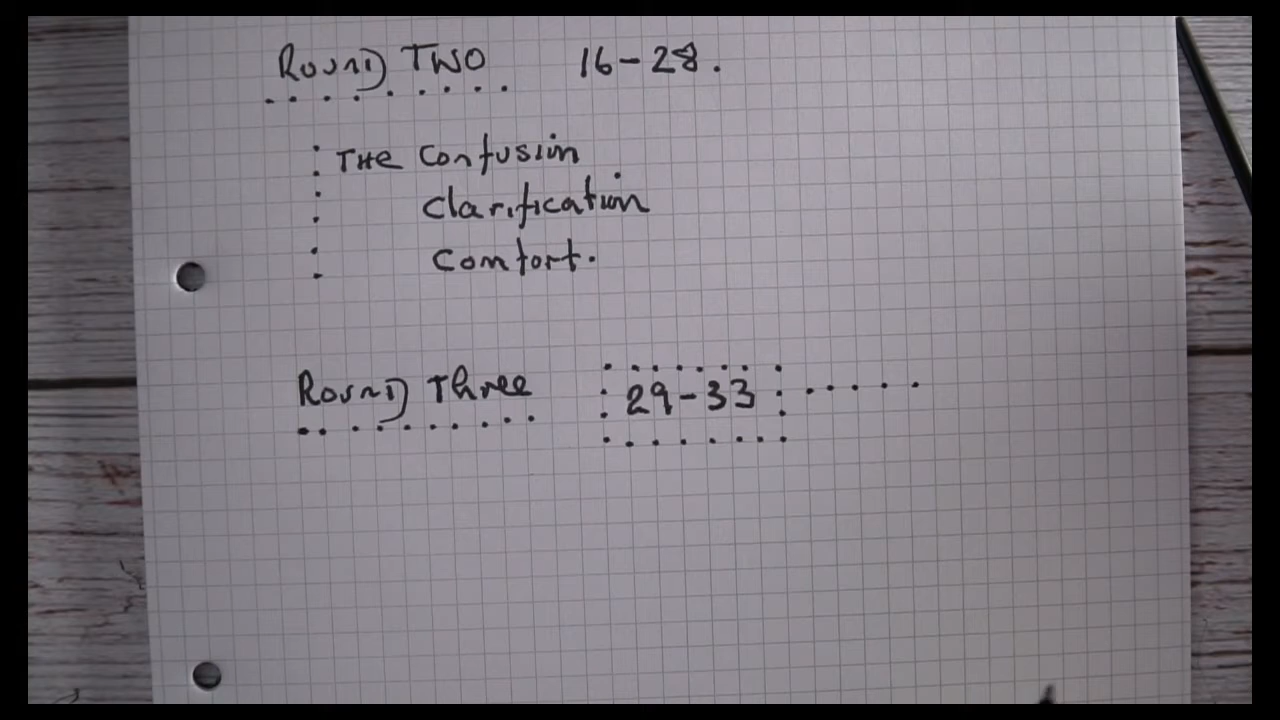 Round TWO 16-28.
THE Confusion
Clarification
Comfort.
Round Three 29-33